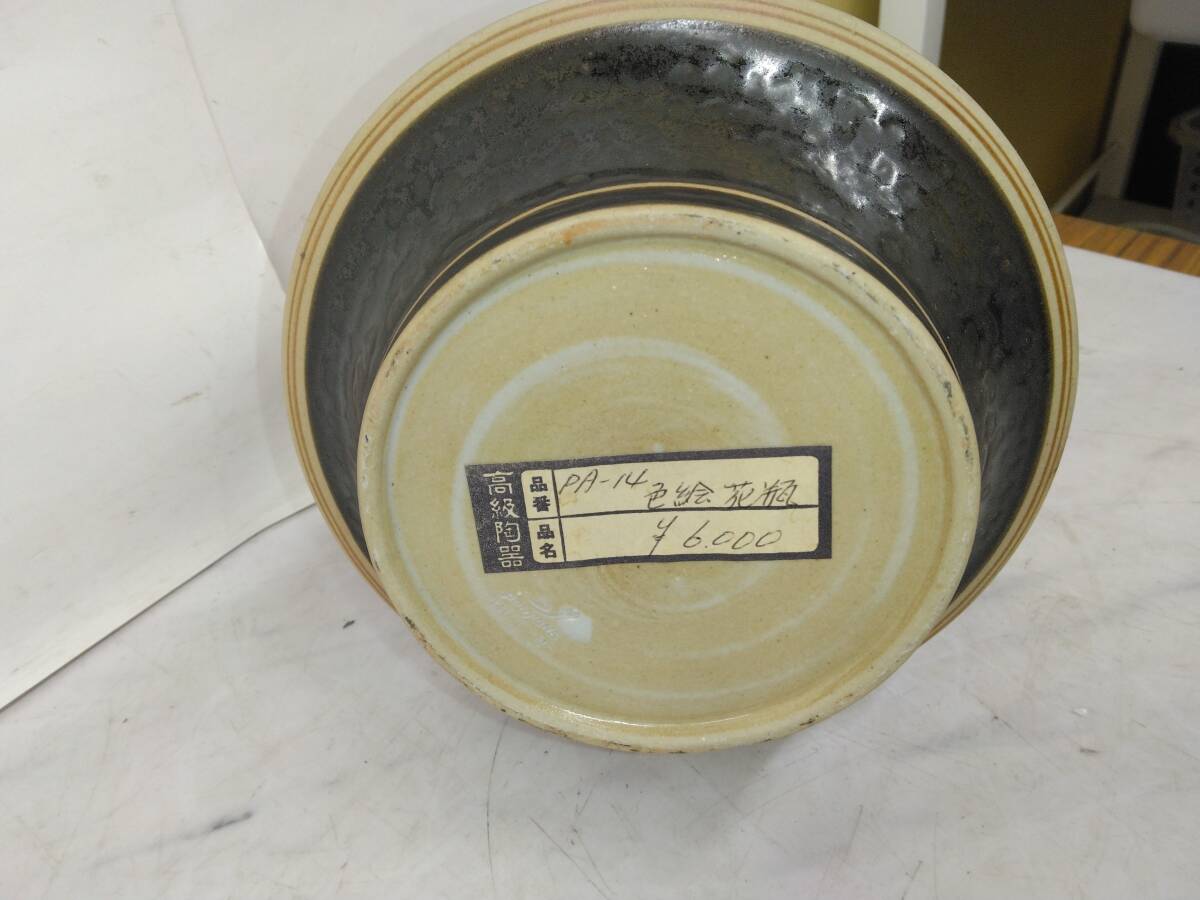 高級陶器
品番 PA-14 色絵花瓶
品名 ¥6.000